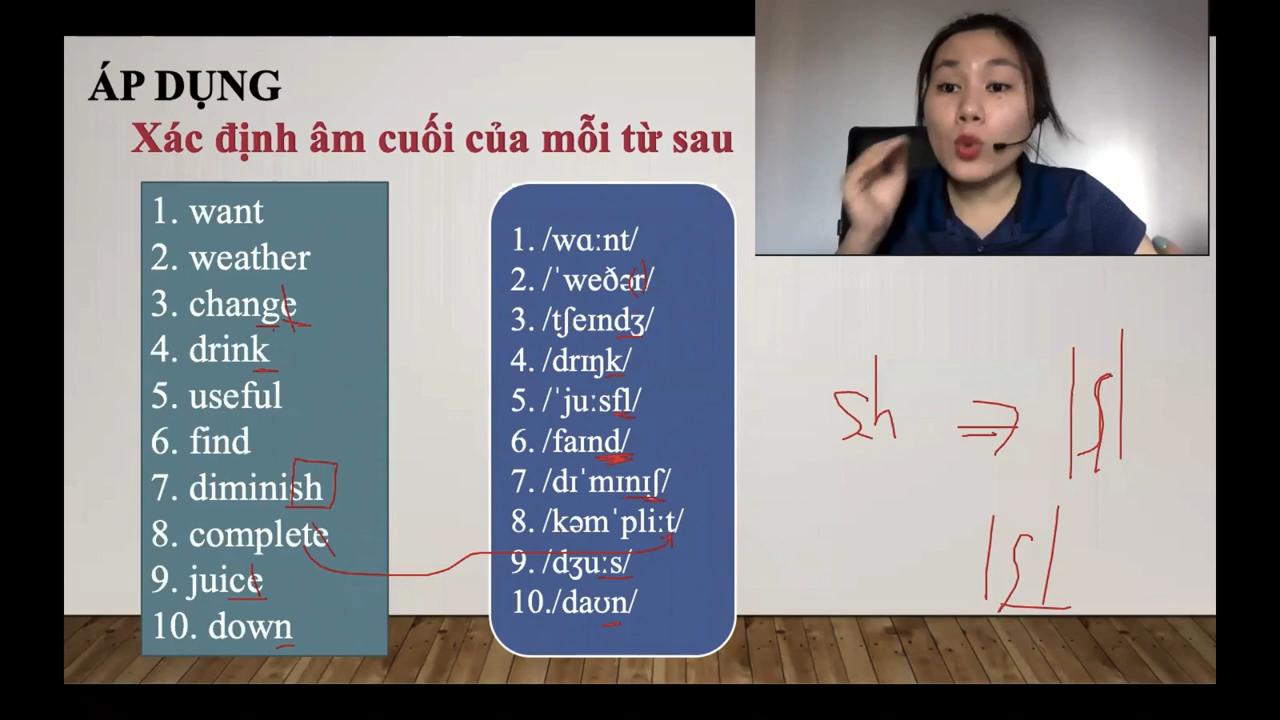 ÁP DỤNG
Xác định âm cuối của mỗi từ sau
1. want
2. weather
3. change
4. drink
5. useful
6. find
7. diminish
8. complete
9. juice
10. down
1. /wɑːnt/
2. /ˈweðər/
3. /tʃeɪndʒ/
4. /drɪŋk/
5. /ˈjuːsfl/
6. /faɪnd/
7. /dɪˈmɪnɪʃ/
8. /kəmˈpliːt/
9. /dʒuːs/
10./daʊn/
sh ⇒ /ʃ/
/ʃ/